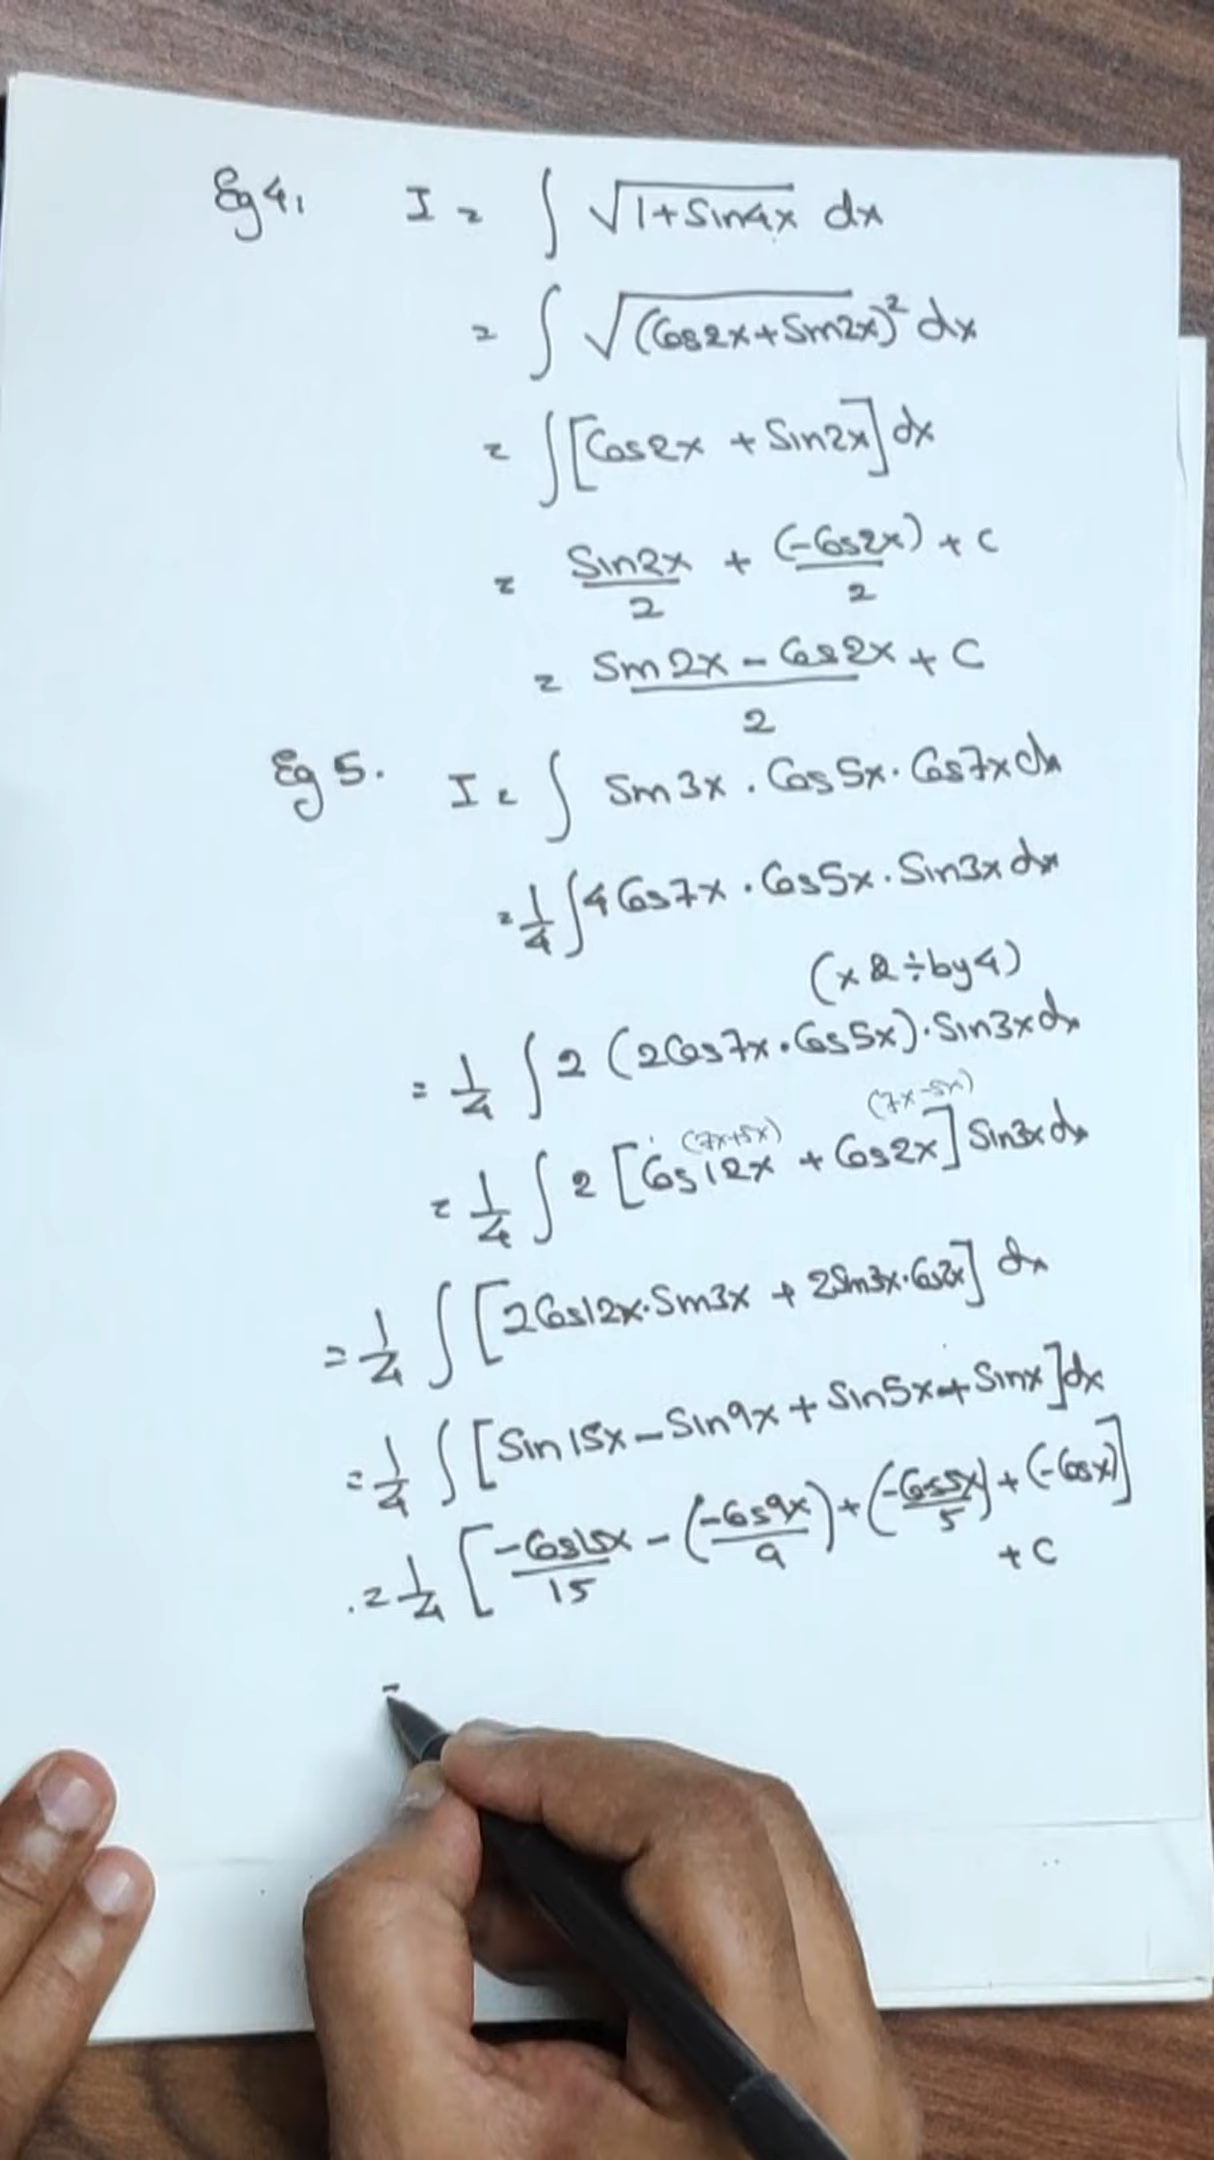 Eg 4. I = ∫ √(1+Sin4x) dx
= ∫ √(Cos2x+Sin2x)² dx
= ∫[Cos2x + Sin2x]dx
= Sin2x/2 + (-Cos2x)/2 + C
= (Sin2x - Cos2x)/2 + C
Eg 5. I = ∫ Sin3x . Cos5x . Cos7x dx
= 1/4 ∫4 Cos7x . Cos5x . Sin3x dx
(x & ÷ by 4)
= 1/4 ∫ 2 (2Cos7x . Cos5x) . Sin3x dx
(7x+5x) (7x-5x)
= 1/4 ∫ 2 [Cos12x + Cos2x] Sin3x dx
= 1/4 ∫ [2Cos12x.Sin3x + 2Sin3x.Cos2x] dx
= 1/4 ∫ [Sin15x - Sin9x + Sin5x + Sinx]dx
= 1/4 [-Cos15x/15 - (-Cos9x/9) + (-Cos5x/5) + (-Cosx)]
+ C
-